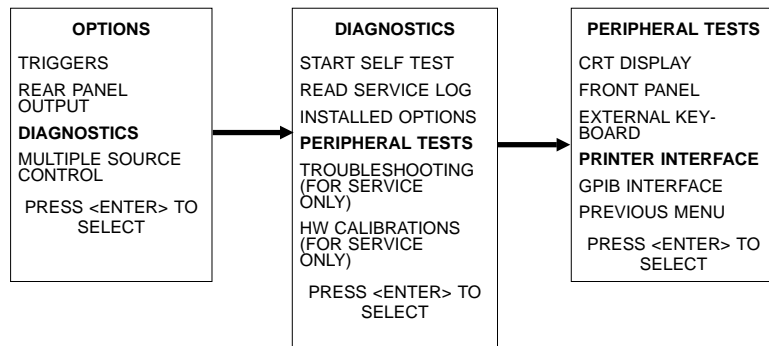 OPTIONS
TRIGGERS
REAR PANEL
OUTPUT
DIAGNOSTICS
MULTIPLE SOURCE
CONTROL
PRESS <ENTER> TO
SELECT
DIAGNOSTICS
START SELF TEST
READ SERVICE LOG
INSTALLED OPTIONS
PERIPHERAL TESTS
TROUBLESHOOTING
(FOR SERVICE
ONLY)
HW CALIBRATIONS
(FOR SERVICE
ONLY)
PRESS <ENTER> TO
SELECT
PERIPHERAL TESTS
CRT DISPLAY
FRONT PANEL
EXTERNAL KEY-
BOARD
PRINTER INTERFACE
GPIB INTERFACE
PREVIOUS MENU
PRESS <ENTER> TO
SELECT